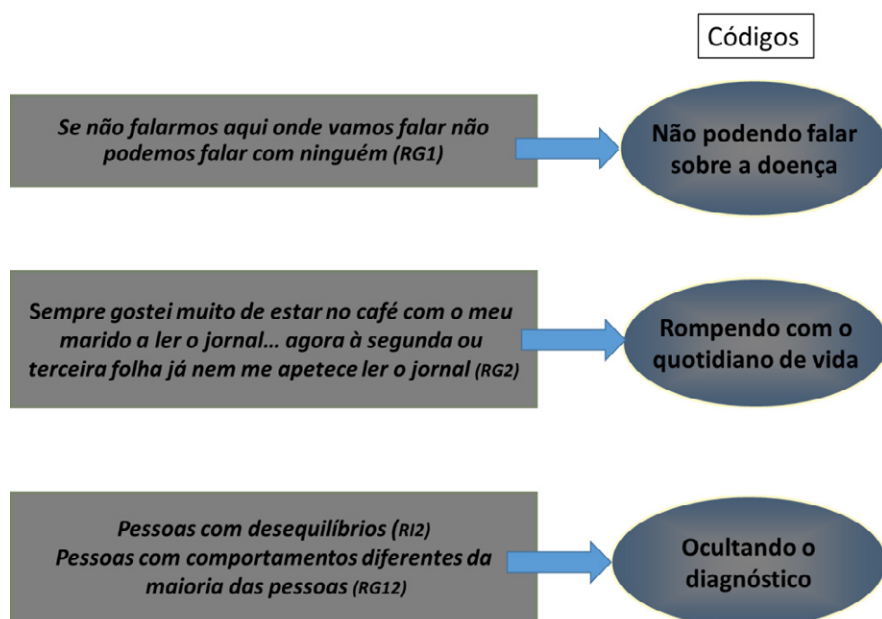 Códigos
Se não falarmos aqui onde vamos falar não
podemos falar com ninguém (RG1)
Não podendo falar
sobre a doença
Sempre gostei muito de estar no café com o meu
marido a ler o jornal... agora à segunda ou
terceira folha já nem me apetece ler o jornal (RG2)
Rompendo com o
quotidiano de vida
Pessoas com desequilíbrios (RI2)
Pessoas com comportamentos diferentes da
maioria das pessoas (RG12)
Ocultando o
diagnóstico